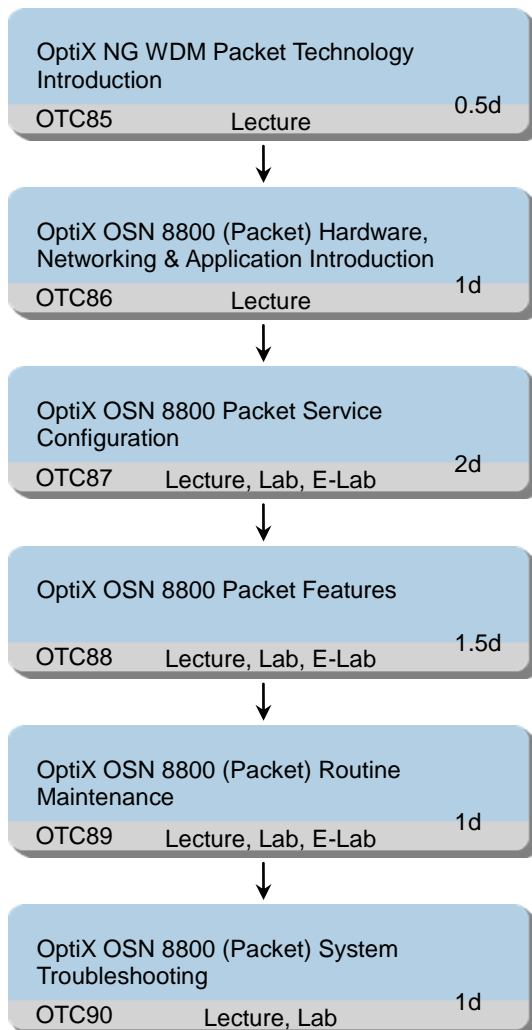 OptiX NG WDM Packet Technology
Introduction
0.5d
OTC85 Lecture
OptiX OSN 8800 (Packet) Hardware,
Networking & Application Introduction
1d
OTC86 Lecture
OptiX OSN 8800 Packet Service
Configuration
2d
OTC87 Lecture, Lab, E-Lab
OptiX OSN 8800 Packet Features
1.5d
OTC88 Lecture, Lab, E-Lab
OptiX OSN 8800 (Packet) Routine
Maintenance
1d
OTC89 Lecture, Lab, E-Lab
OptiX OSN 8800 (Packet) System
Troubleshooting
1d
OTC90 Lecture, Lab